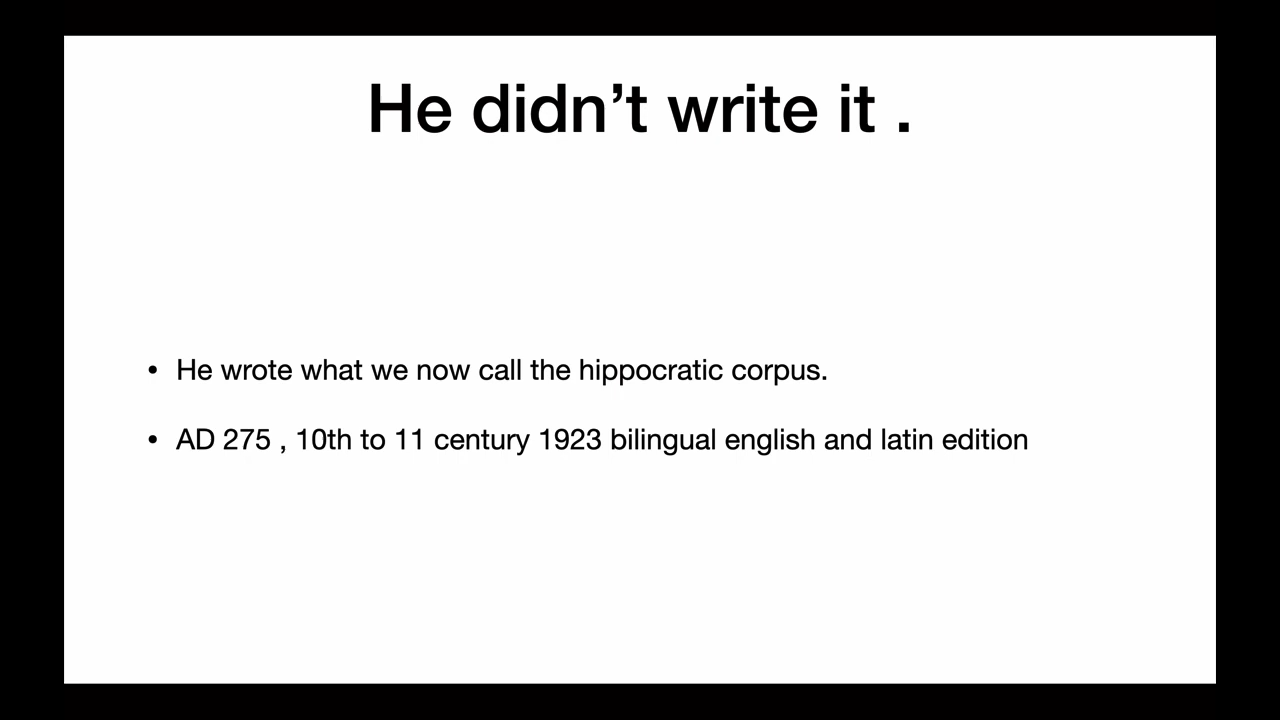 He didn’t write it .
• He wrote what we now call the hippocratic corpus.
• AD 275 , 10th to 11 century 1923 bilingual english and latin edition